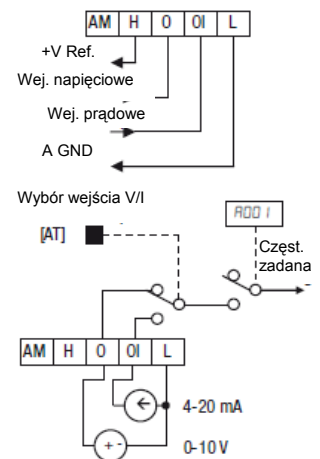 AM H O OI L
+V Ref.
Wej. napięciowe
Wej. prądowe
A GND
Wybór wejścia V/I
A001
[AT]
Częst.
zadana
AM H O OI L
4-20 mA
+ -
0-10 V